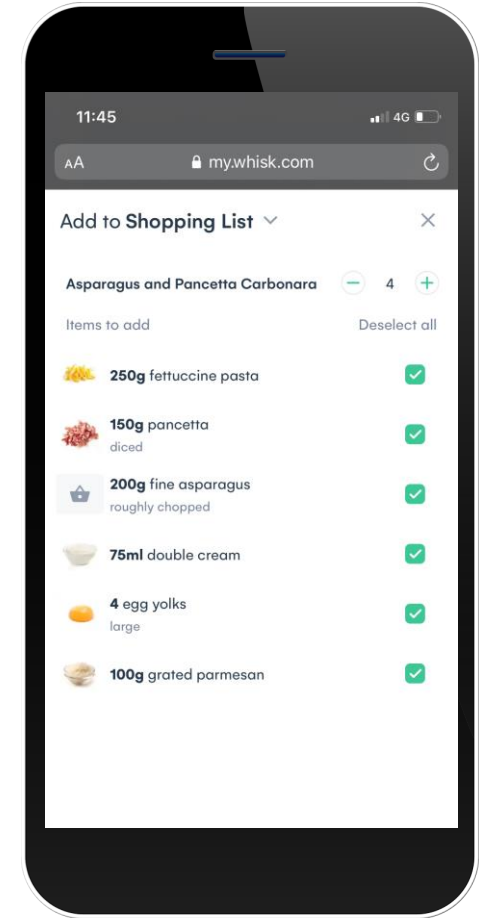 11:45
4G
AA
my.whisk.com
Add to Shopping List
Asparagus and Pancetta Carbonara
4
Items to add
Deselect all
250g fettuccine pasta
150g pancetta
diced
200g fine asparagus
roughly chopped
75ml double cream
4 egg yolks
large
100g grated parmesan